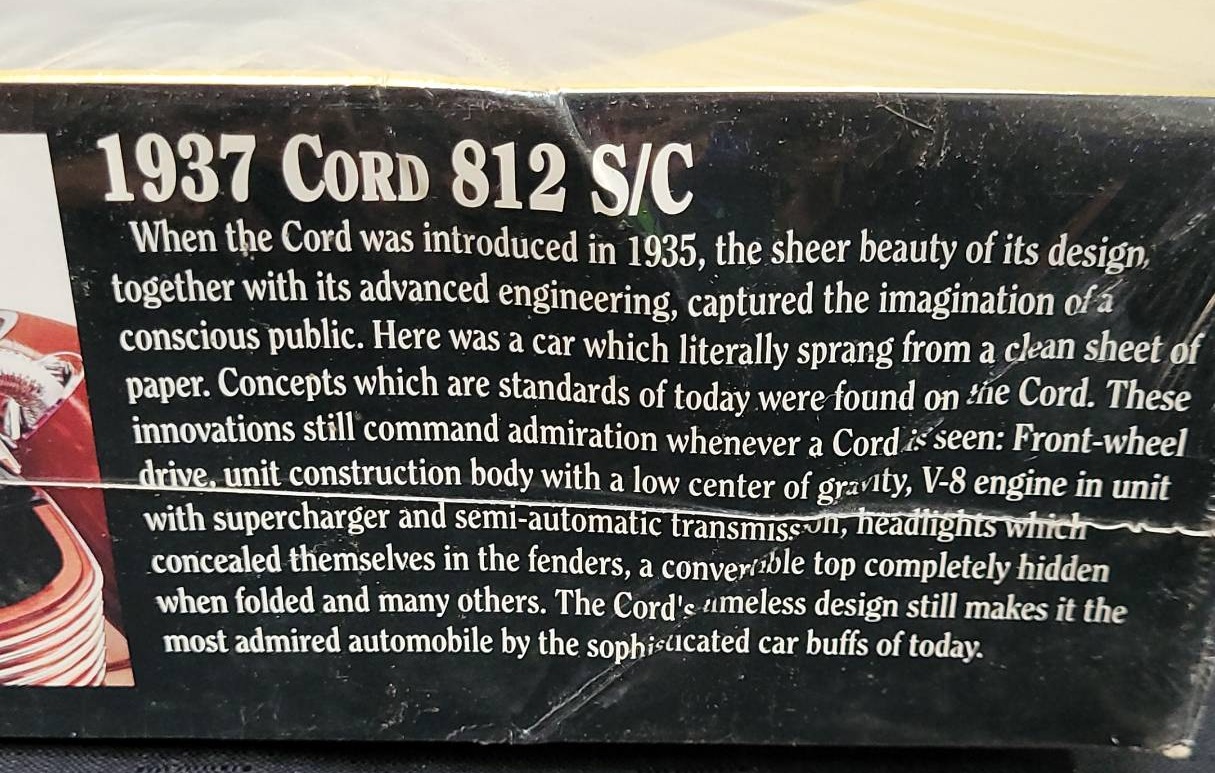 1937 CORD 812 S/C
When the Cord was introduced in 1935, the sheer beauty of its design,
together with its advanced engineering, captured the imagination of a
conscious public. Here was a car which literally sprang from a clean sheet of
paper. Concepts which are standards of today were found on the Cord. These
innovations still command admiration whenever a Cord is seen: Front-wheel
drive, unit construction body with a low center of gravity, V-8 engine in unit
with supercharger and semi-automatic transmission, headlights which
concealed themselves in the fenders, a convertible top completely hidden
when folded and many others. The Cord's timeless design still makes it the
most admired automobile by the sophisticated car buffs of today.